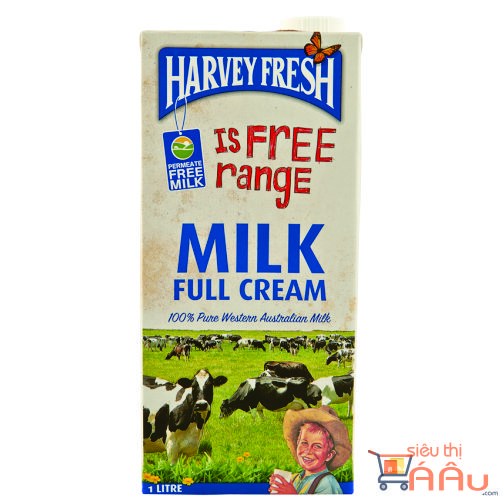 HARVEY FRESH
PERMEATE
FREE
MILK
IS FREE
range
MILK
FULL CREAM
100% Pure Western Australian Milk
1 LITRE
siêu thị
ÁÂu
.com